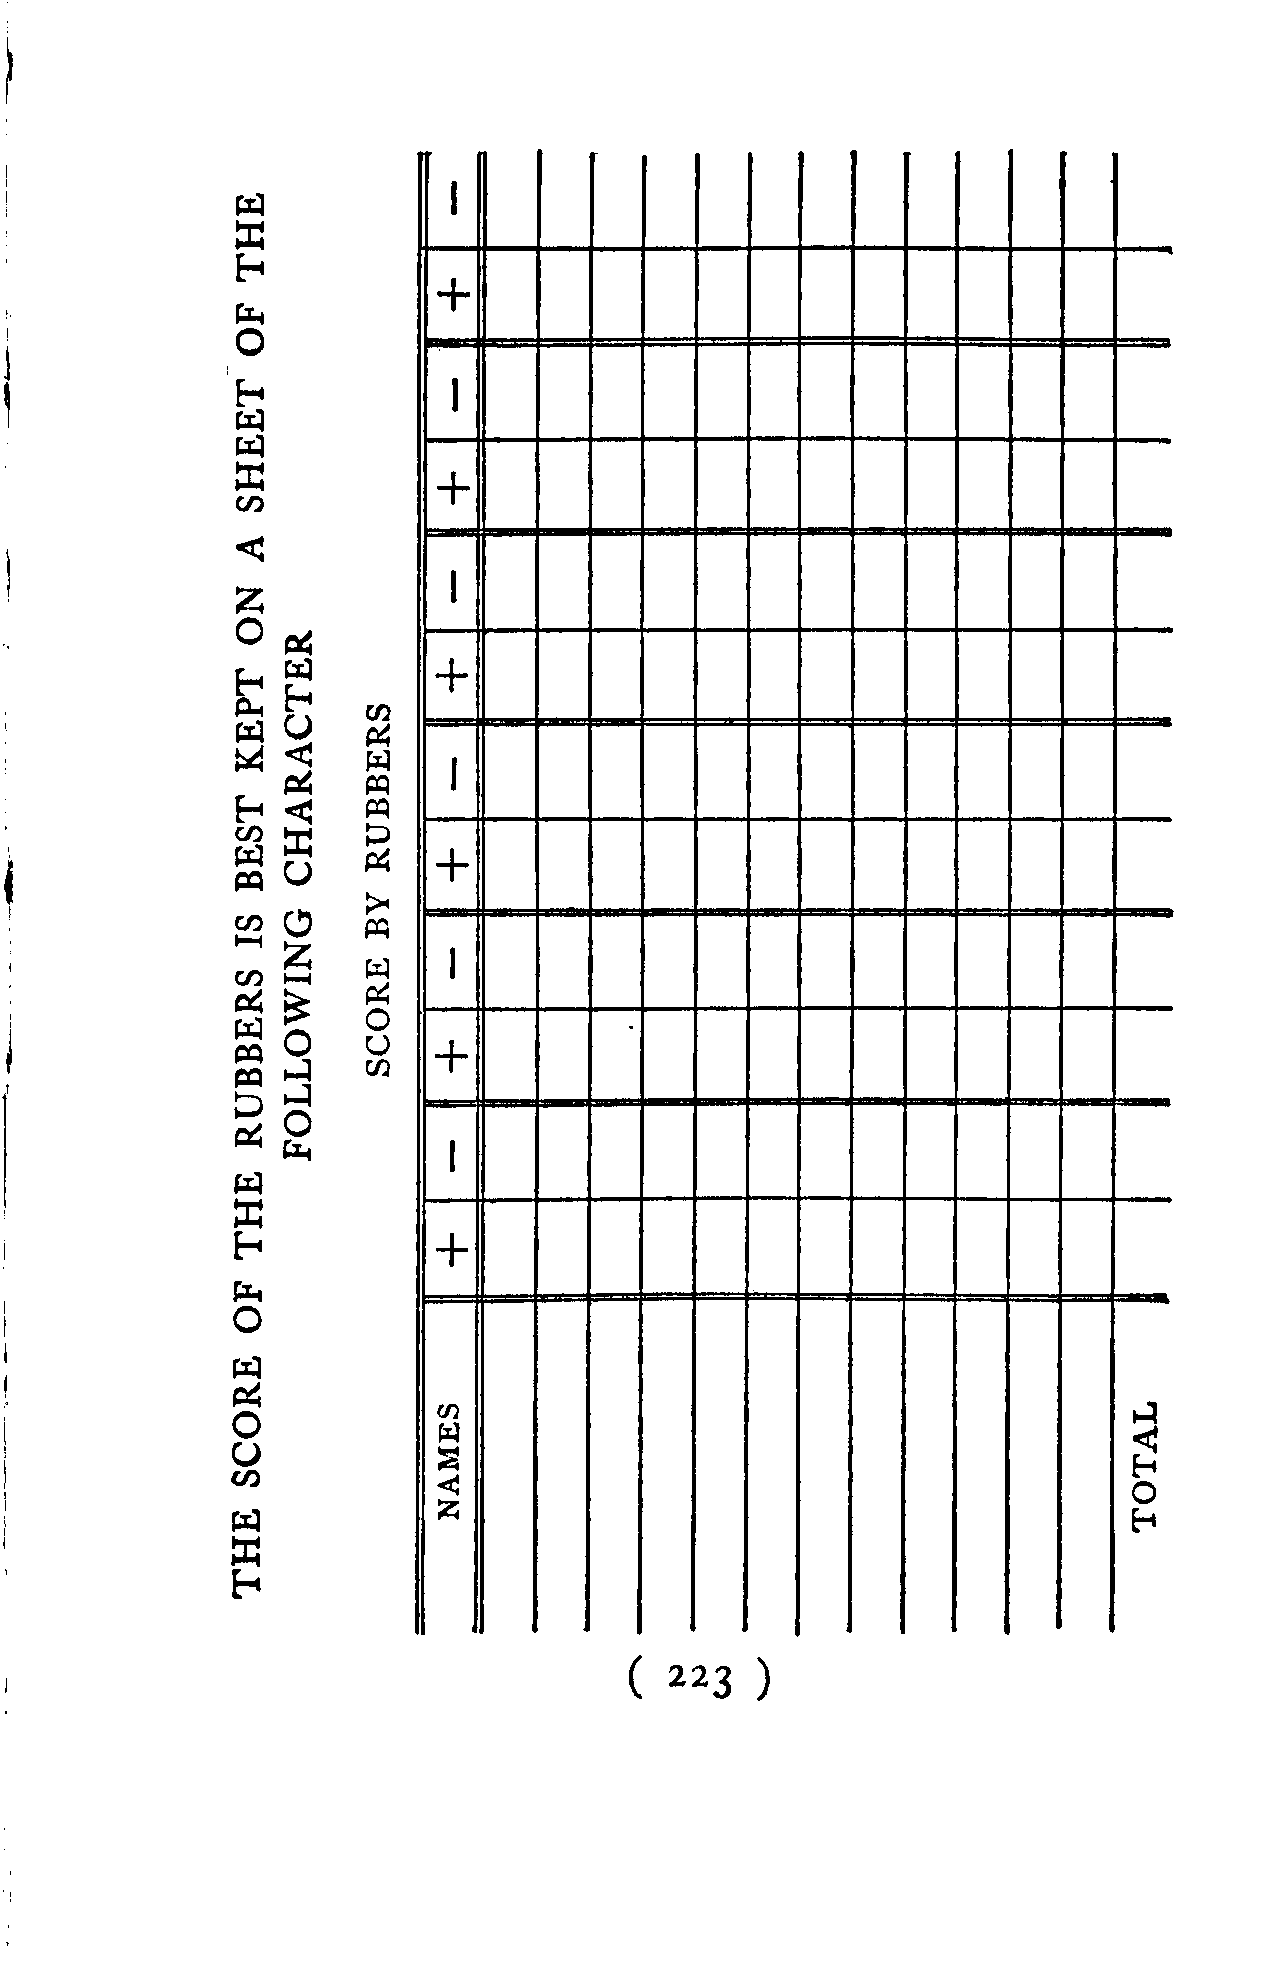 THE SCORE OF THE RUBBERS IS BEST KEPT ON A SHEET OF THE
FOLLOWING CHARACTER
SCORE BY RUBBERS
NAMES + − + − + − + − + − + −
TOTAL
( 223 )